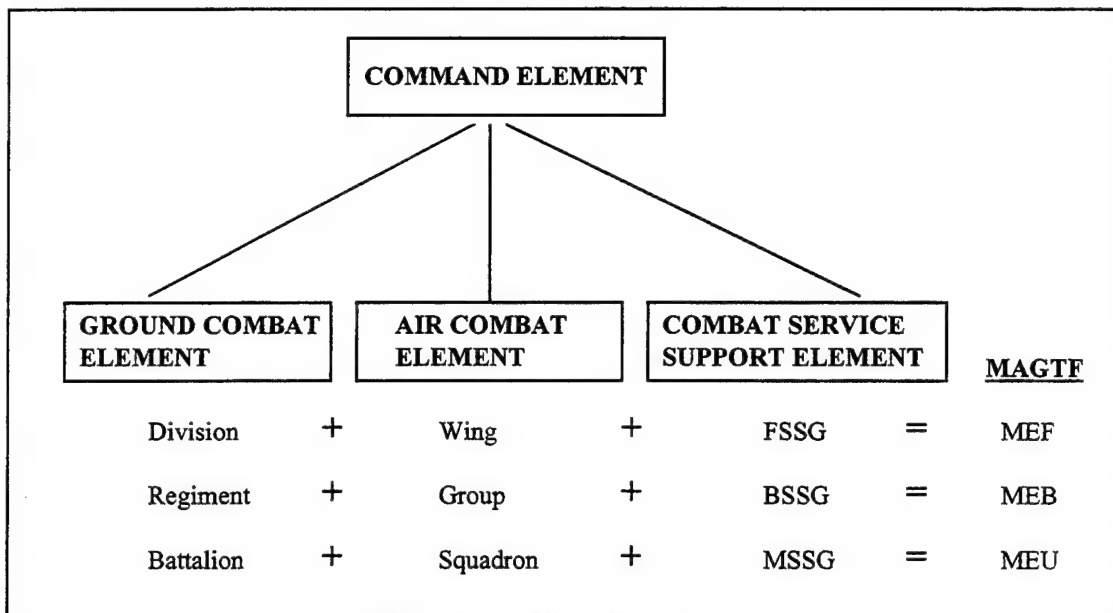 COMMAND ELEMENT
GROUND COMBAT
ELEMENT
AIR COMBAT
ELEMENT
COMBAT SERVICE
SUPPORT ELEMENT
MAGTF
Division + Wing + FSSG = MEF
Regiment + Group + BSSG = MEB
Battalion + Squadron + MSSG = MEU